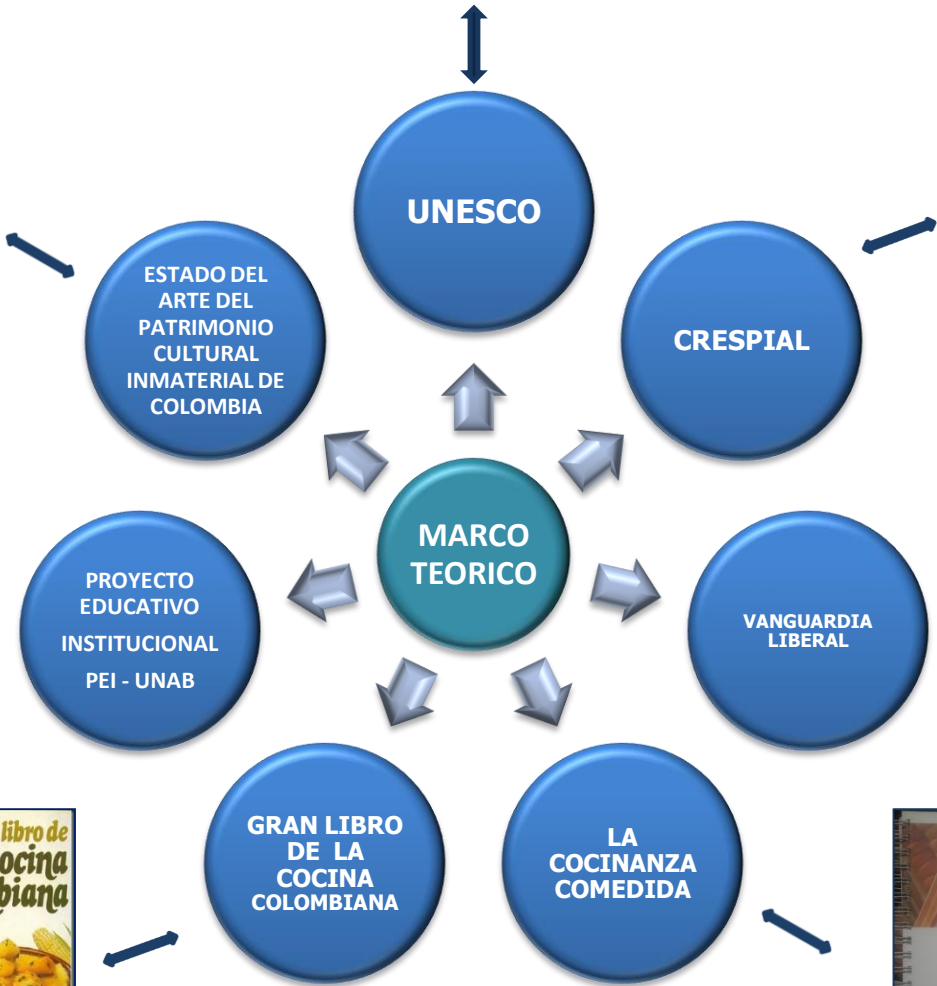 UNESCO
CRESPIAL
VANGUARDIA
LIBERAL
LA
COCINANZA
COMEDIDA
GRAN LIBRO
DE LA
COCINA
COLOMBIANA
PROYECTO
EDUCATIVO
INSTITUCIONAL
PEI - UNAB
ESTADO DEL
ARTE DEL
PATRIMONIO
CULTURAL
INMATERIAL DE
COLOMBIA
MARCO
TEORICO
libro de
ocina
biana